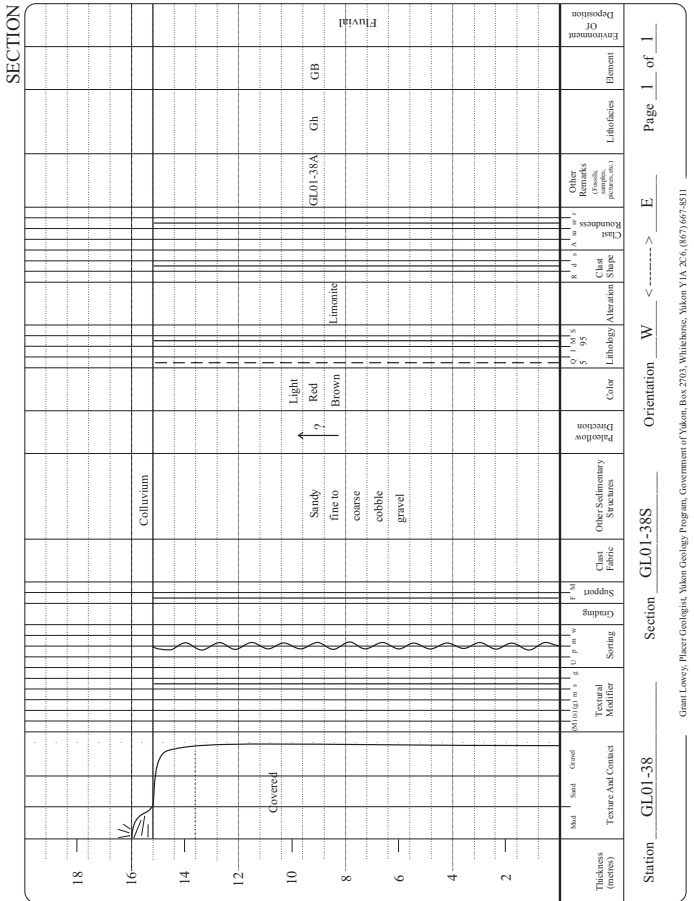 SECTION
18
16
14
12
10
8
6
4
2
Colluvium
Covered
Sandy
fine to
coarse
cobble
gravel
?
Light
Red
Brown
Limonite
GL01-38A
Gh
GB
Fluvial
Thickness
(metres)
Mud Sand Gravel
Texture And Contact
(M) (s) (g) m s g
Textural
Modifier
U p m w
Sorting
Grading
F M
Support
Clast
Fabric
Other Sedimentary
Structures
Paleoflow
Direction
Color
Q I M S
5 95
Lithology
Alteration
R d s
Clast
Shape
Clast
Roundness
Other
Remarks
(Fossils,
samples,
pictures, etc.)
Lithofacies
Element
Environment
Of
Deposition
Station GL01-38 Section GL01-38S Orientation W < -------- > E Page 1 of 1
Grant Lowey, Placer Geologist, Yukon Geology Program, Government of Yukon, Box 2703, Whitehorse, Yukon Y1A 2C6, (867) 667-8511